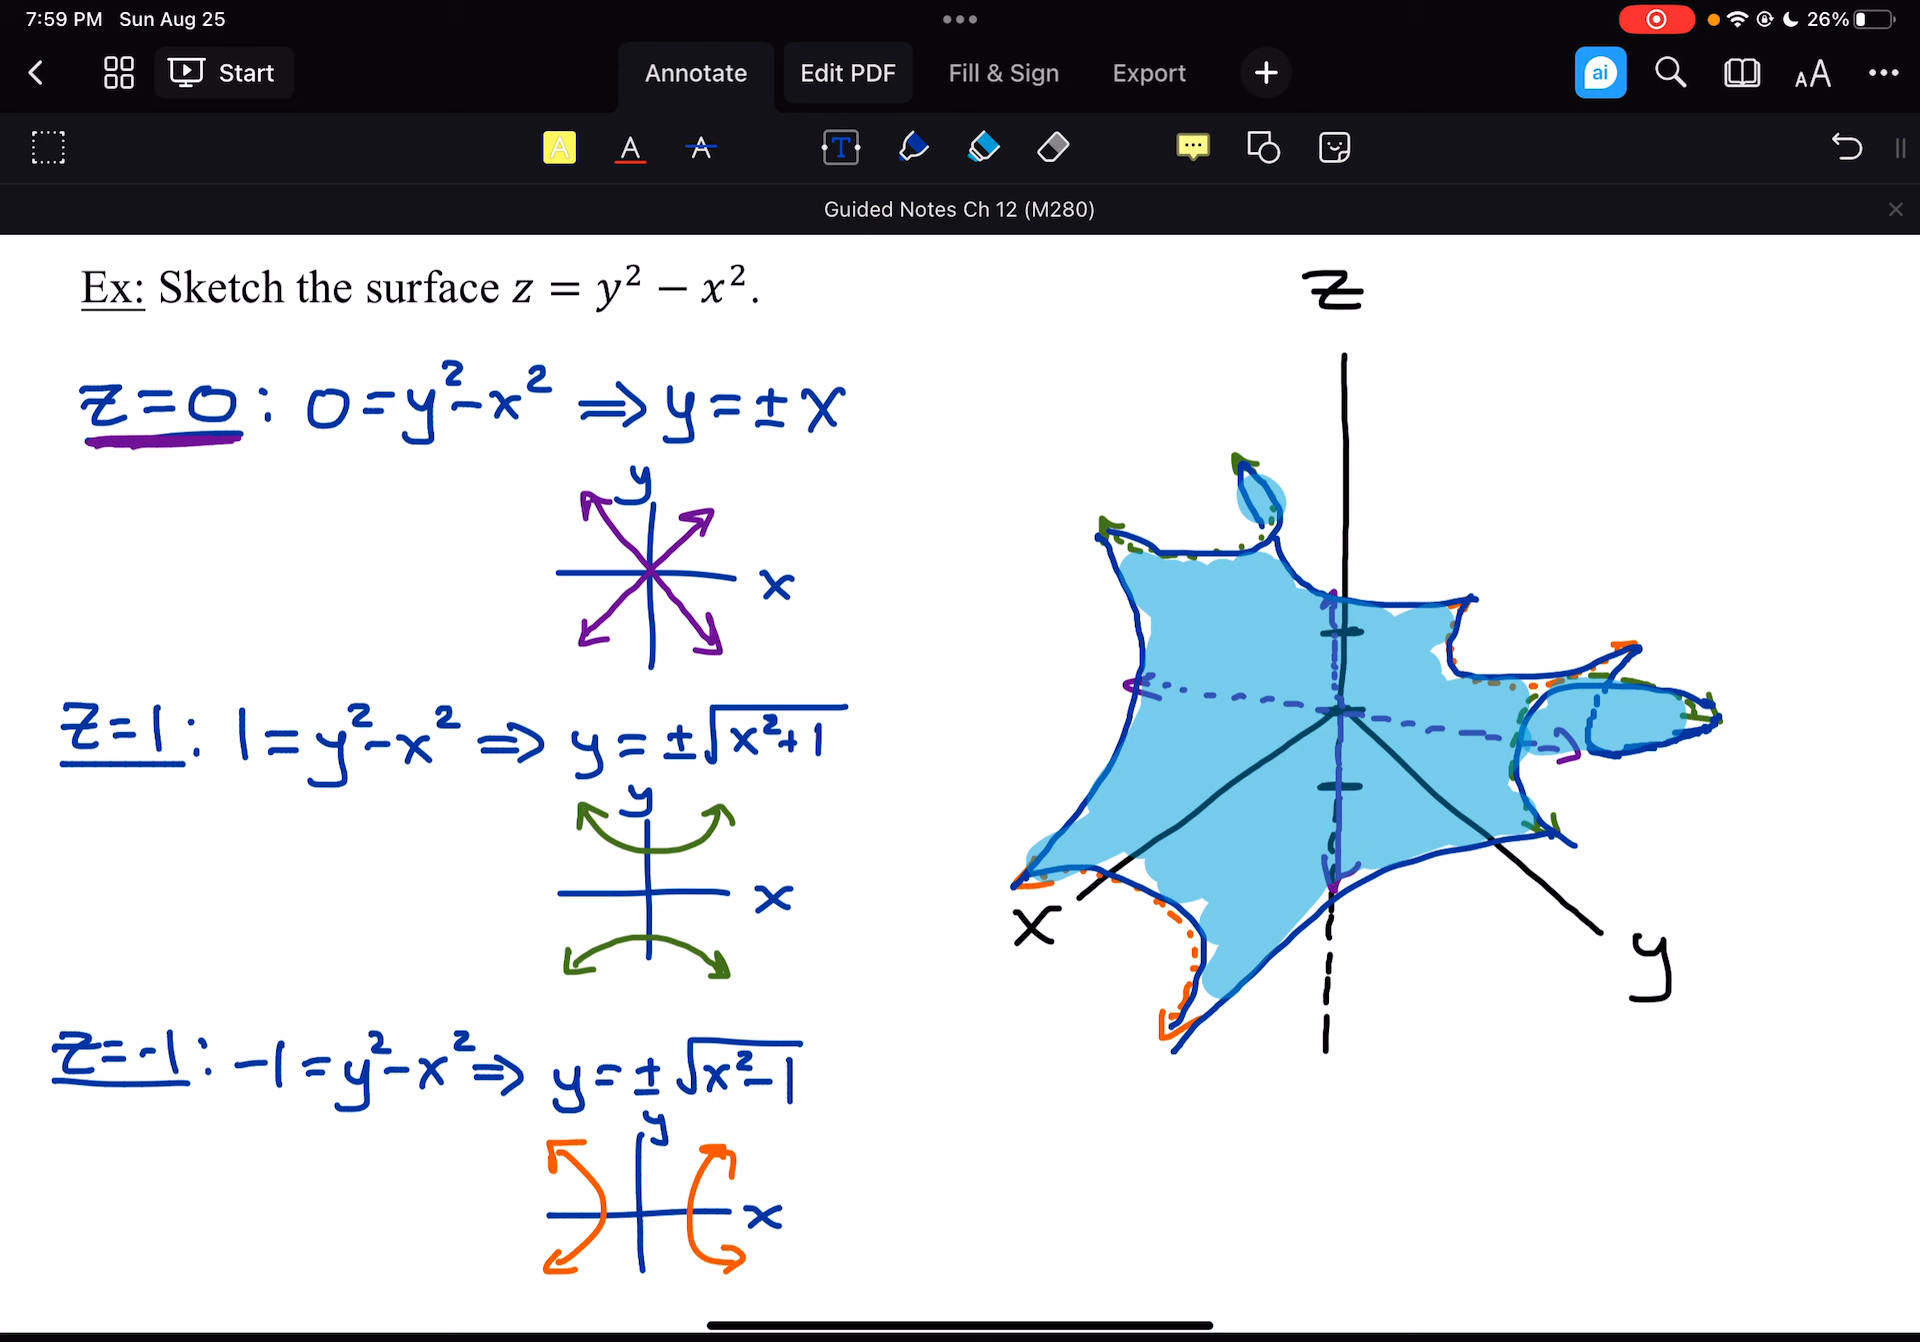 7:59 PM Sun Aug 25
26%
Start
Annotate
Edit PDF
Fill & Sign
Export
ai
AA
A
A
A
T
Guided Notes Ch 12 (M280)
Ex: Sketch the surface z = y² − x².
z=0: 0=y²-x² ⇒ y=±x
y
x
z=1: 1=y²-x² ⇒ y=±√(x²+1)
y
x
z=-1: -1=y²-x² ⇒ y=±√(x²-1)
y
x
z
x
y